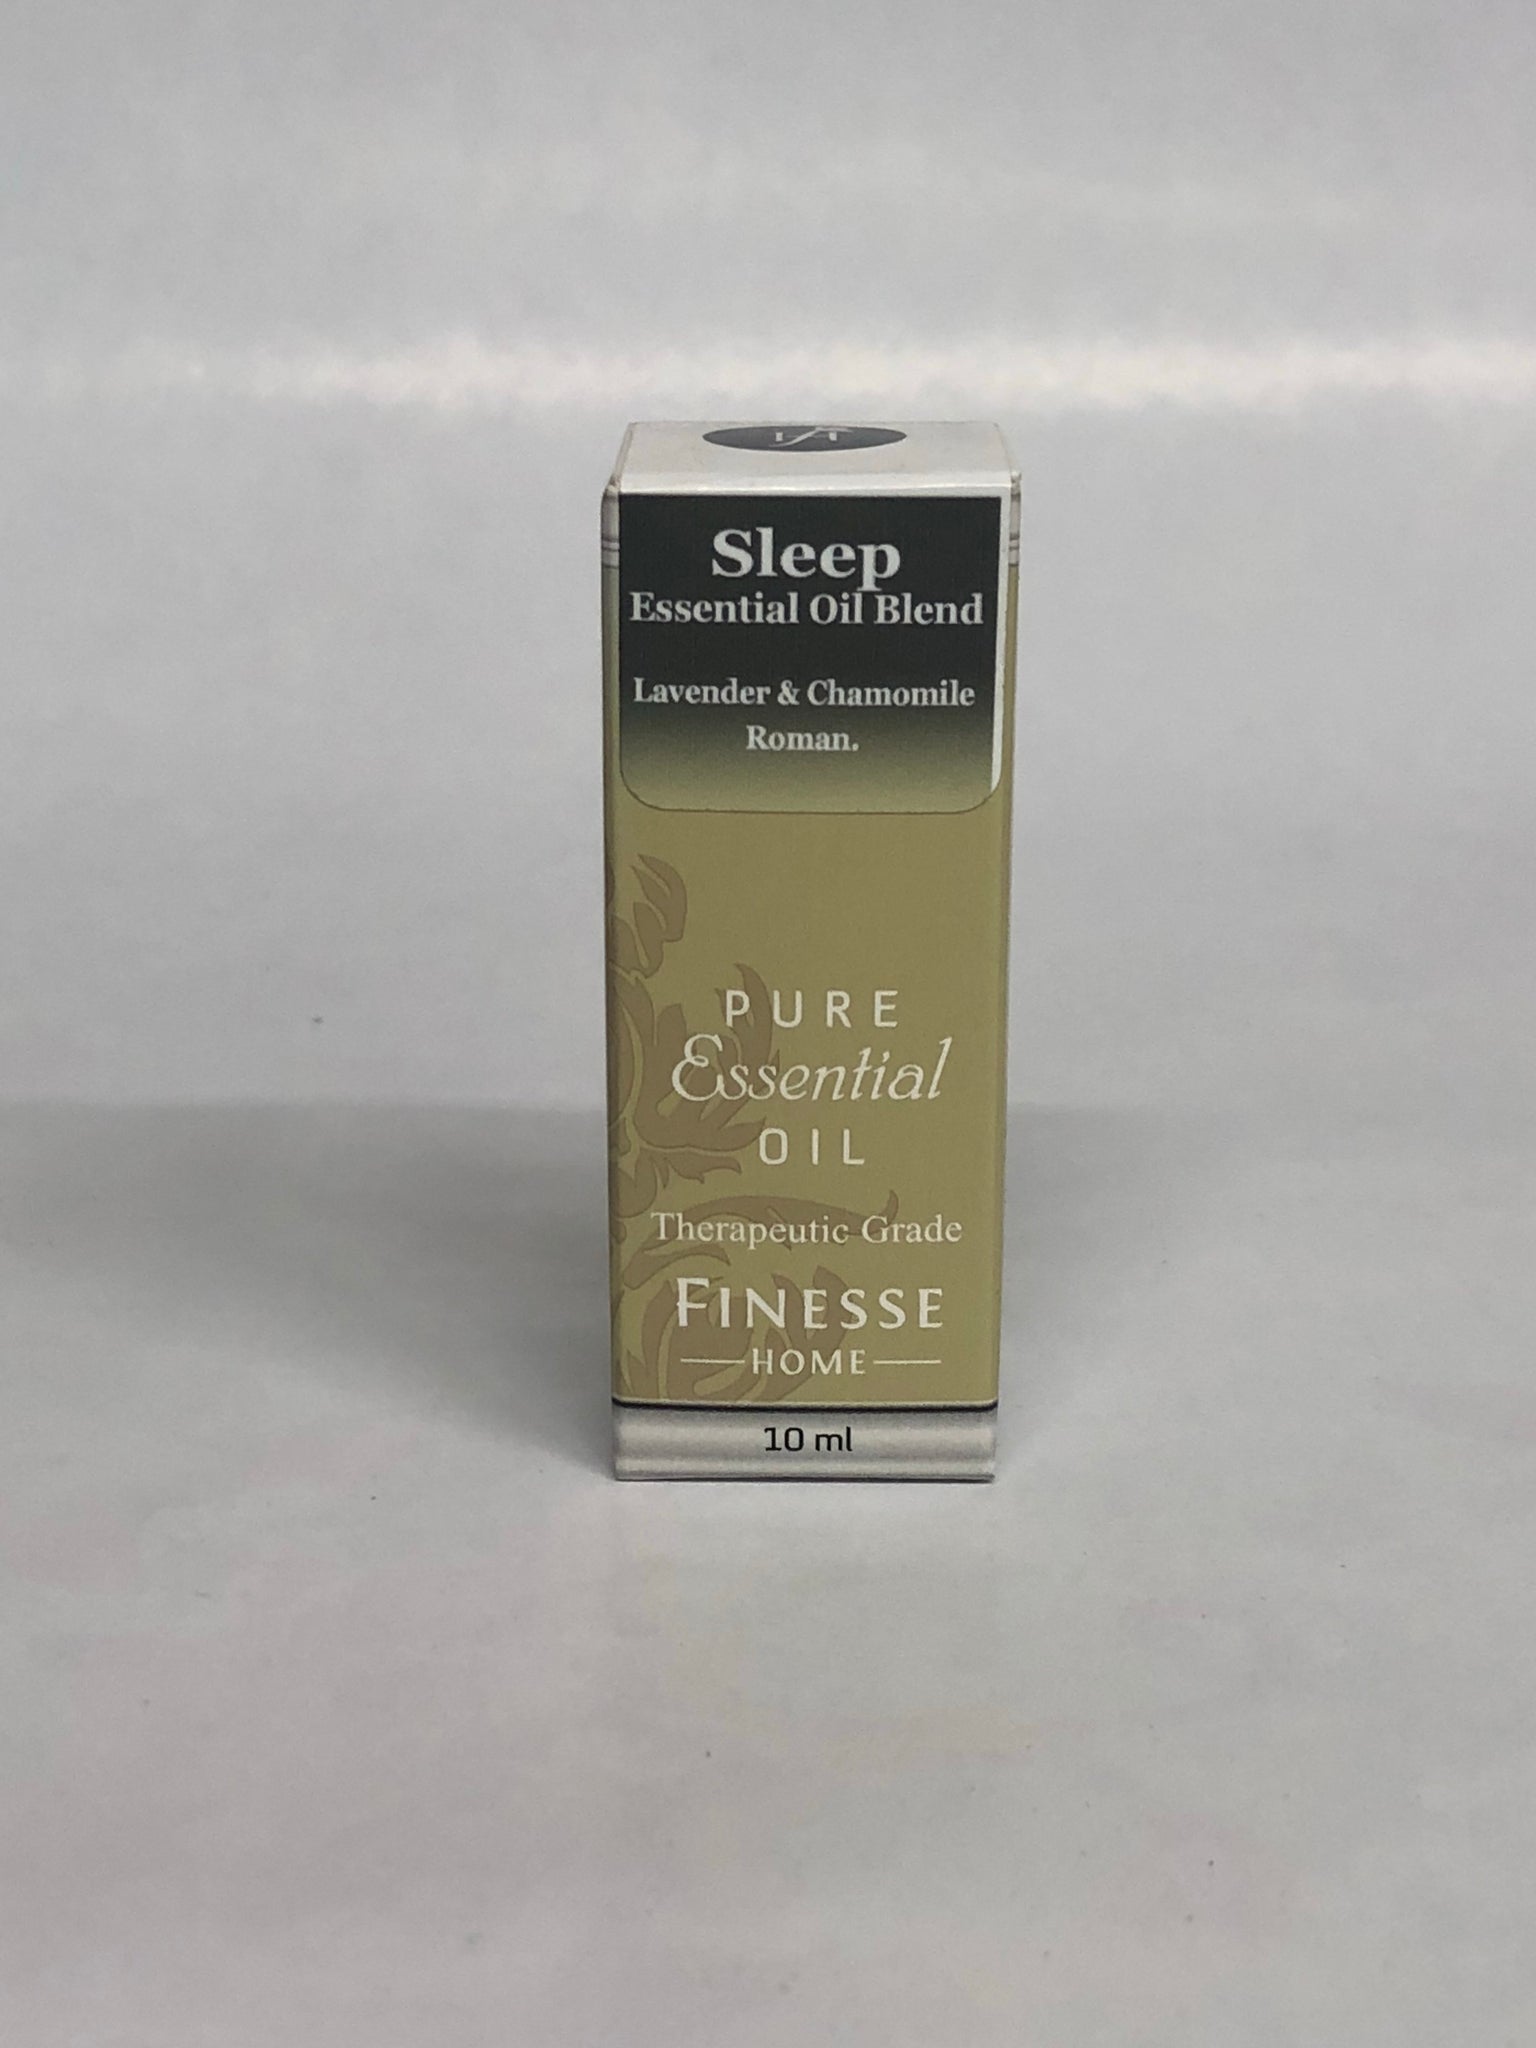 Sleep
Essential Oil Blend
Lavender & Chamomile
Roman.
PURE
Essential
OIL
Therapeutic Grade
FINESSE
HOME
10 ml